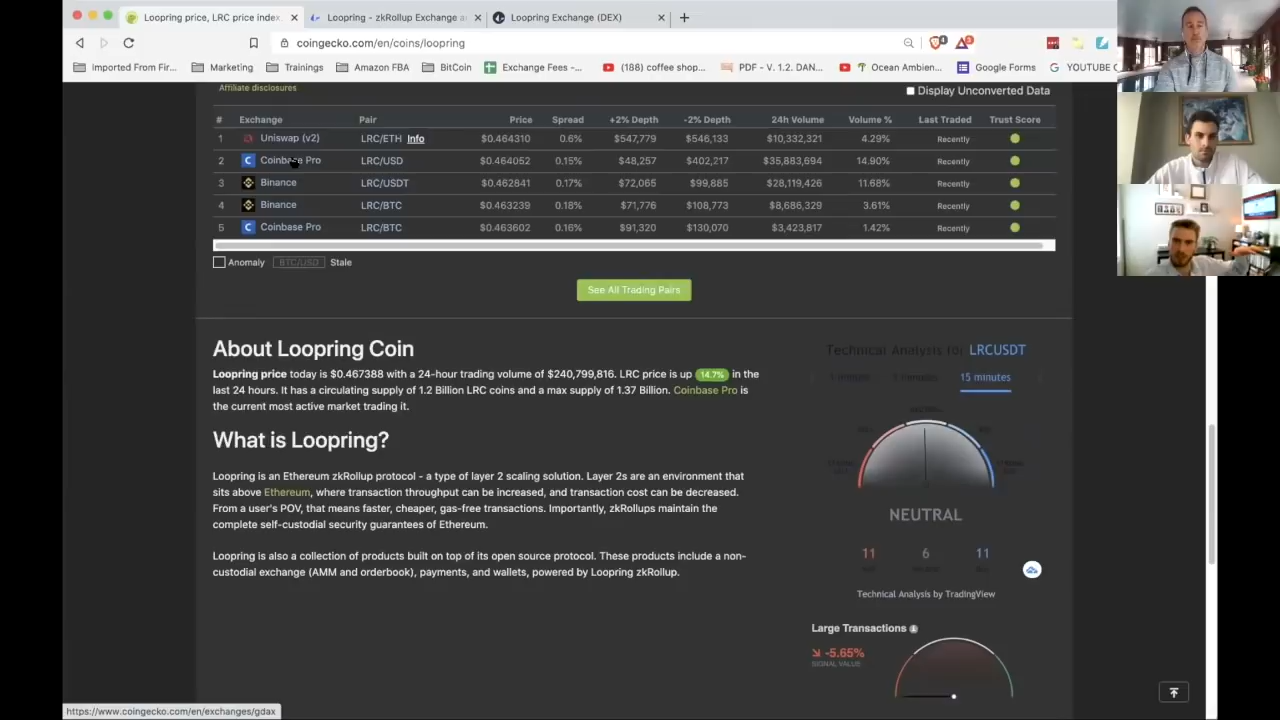 Loopring price, LRC price index
Loopring - zkRollup Exchange a
Loopring Exchange (DEX)
coingecko.com/en/coins/loopring
Imported From Fir...
Marketing
Trainings
Amazon FBA
BitCoin
Exchange Fees -...
(188) coffee shop...
PDF - V. 1.2. DAN...
Ocean Ambien...
Google Forms
YOUTUBE C
Affiliate disclosures
Display Unconverted Data
# Exchange Pair Price Spread +2% Depth -2% Depth 24h Volume Volume % Last Traded Trust Score
1 Uniswap (v2) LRC/ETH Info $0.464310 0.6% $547,779 $546,133 $10,332,321 4.29% Recently
2 Coinbase Pro LRC/USD $0.464052 0.15% $48,257 $402,217 $35,883,694 14.90% Recently
3 Binance LRC/USDT $0.462841 0.17% $72,065 $99,885 $28,119,426 11.68% Recently
4 Binance LRC/BTC $0.463239 0.18% $71,776 $108,773 $8,686,329 3.61% Recently
5 Coinbase Pro LRC/BTC $0.463602 0.16% $91,320 $130,070 $3,423,817 1.42% Recently
Anomaly BTC/USD Stale
See All Trading Pairs
About Loopring Coin
Loopring price today is $0.467388 with a 24-hour trading volume of $240,799,816. LRC price is up 14.7% in the
last 24 hours. It has a circulating supply of 1.2 Billion LRC coins and a max supply of 1.37 Billion. Coinbase Pro is
the current most active market trading it.
What is Loopring?
Loopring is an Ethereum zkRollup protocol - a type of layer 2 scaling solution. Layer 2s are an environment that
sits above Ethereum, where transaction throughput can be increased, and transaction cost can be decreased.
From a user's POV, that means faster, cheaper, gas-free transactions. Importantly, zkRollups maintain the
complete self-custodial security guarantees of Ethereum.
Loopring is also a collection of products built on top of its open source protocol. These products include a non-
custodial exchange (AMM and orderbook), payments, and wallets, powered by Loopring zkRollup.
Technical Analysis for LRCUSDT
15 minutes
NEUTRAL
11 6 11
Technical Analysis by TradingView
Large Transactions
-5.65%
SIGNAL VALUE
https://www.coingecko.com/en/exchanges/gdax